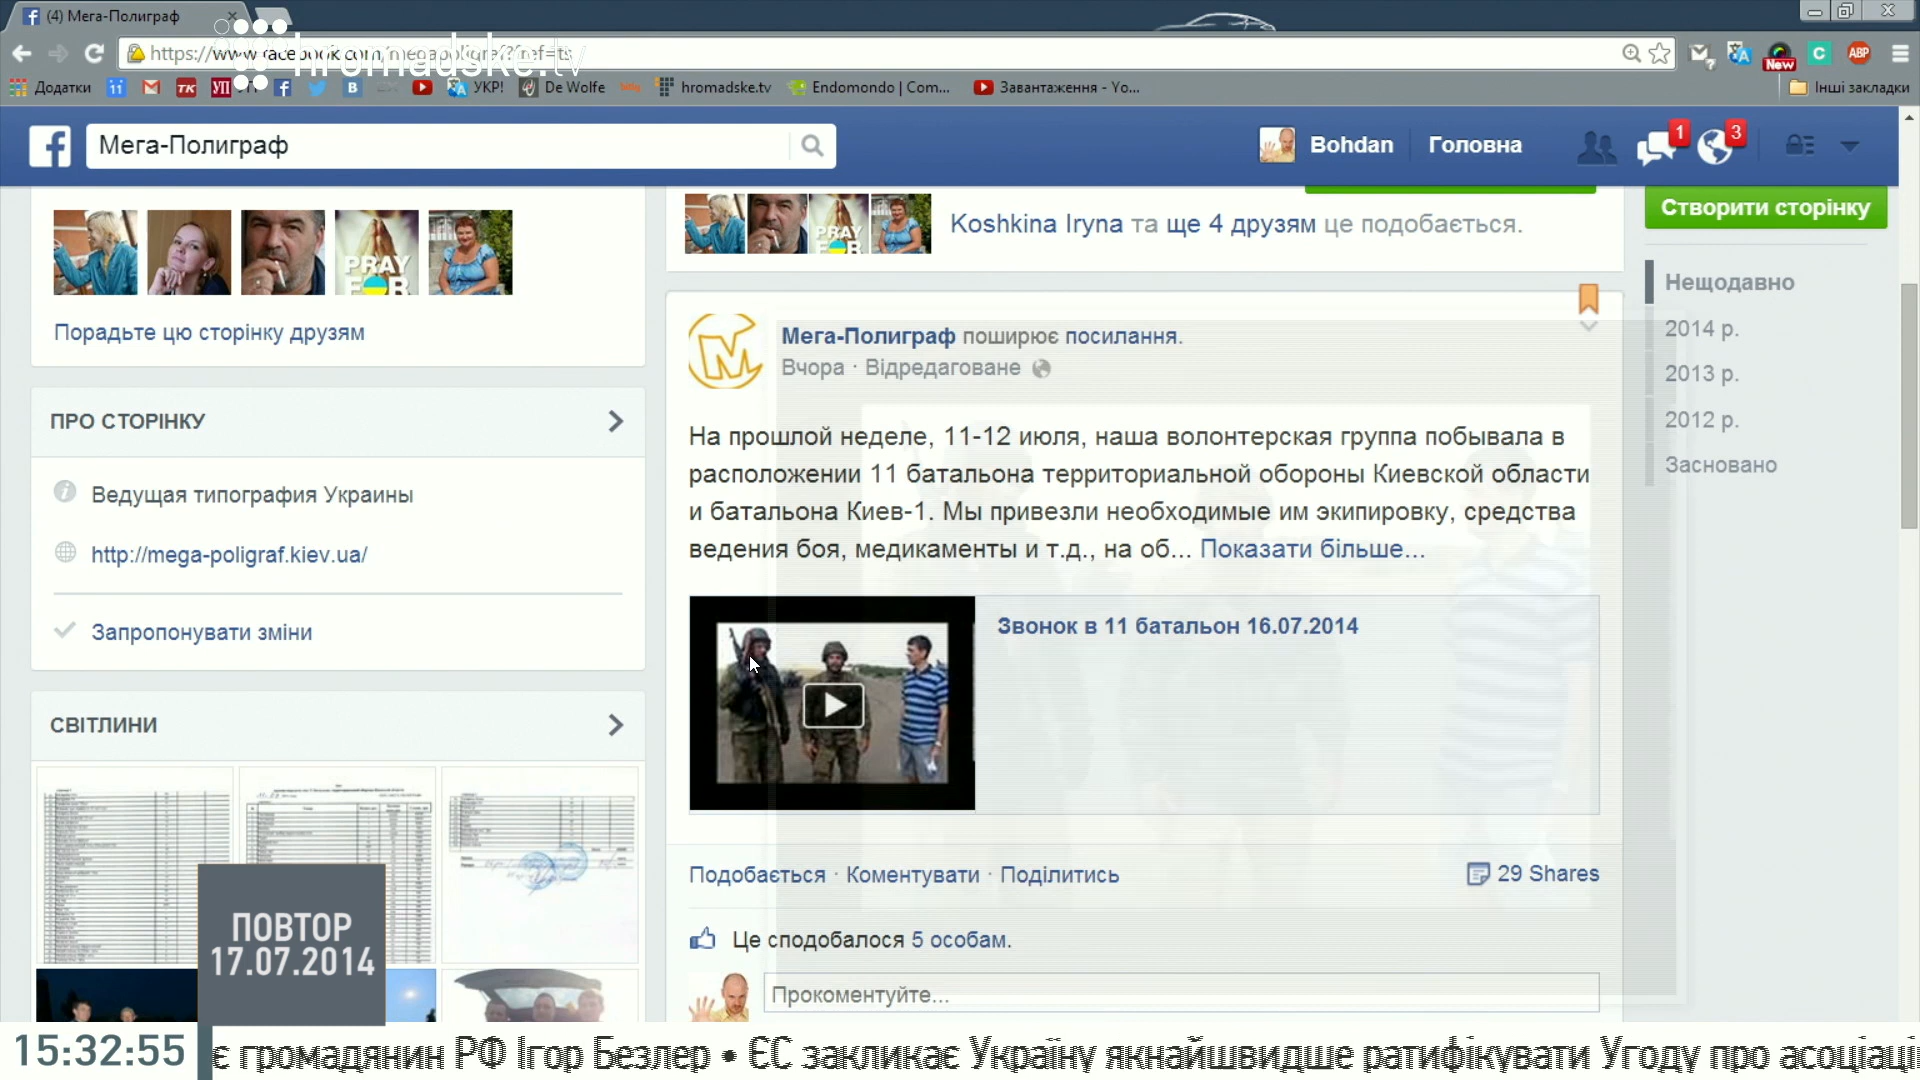 (4) Мега-Полиграф
hromadske.tv
Додатки
УКР!
De Wolfe
hromadske.tv
Endomondo | Com...
Завантаження - Yo...
Інші закладки
New
ABP
Мега-Полиграф
Bohdan
Головна
1
3
Створити сторінку
PRAY FOR
Koshkina Iryna та ще 4 друзям це подобається.
Порадьте цю сторінку друзям
Нещодавно
2014 р.
2013 р.
2012 р.
Засновано
ПРО СТОРІНКУ
Ведущая типография Украины
http://mega-poligraf.kiev.ua/
Запропонувати зміни
СВІТЛИНИ
Мега-Полиграф поширює посилання.
Вчора · Відредаговане
На прошлой неделе, 11-12 июля, наша волонтерская группа побывала в
расположении 11 батальона территориальной обороны Киевской области
и батальона Киев-1. Мы привезли необходимые им экипировку, средства
ведения боя, медикаменты и т.д., на об... Показати більше...
Звонок в 11 батальон 16.07.2014
Подобається · Коментувати · Поділитись
29 Shares
Це сподобалося 5 особам.
Прокоментуйте...
ПОВТОР
17.07.2014
15:32:55
є громадянин РФ Ігор Безлер • ЄС закликає Україну якнайшвидше ратифікувати Угоду про асоціаці